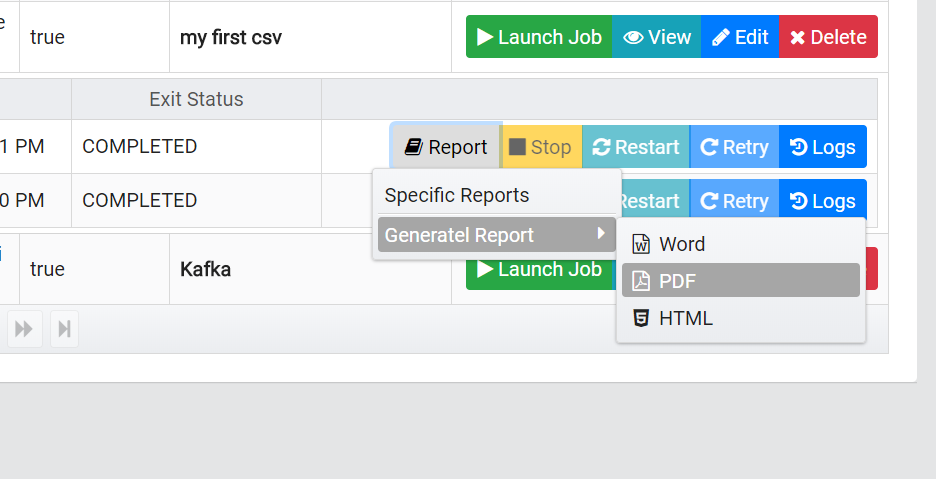 e
true
my first csv
Launch Job
View
Edit
Delete
Exit Status
1 PM
COMPLETED
Report
Stop
Restart
Retry
Logs
0 PM
COMPLETED
Restart
Retry
Logs
Specific Reports
Generatel Report
i
true
Kafka
Launch Job
Word
PDF
HTML